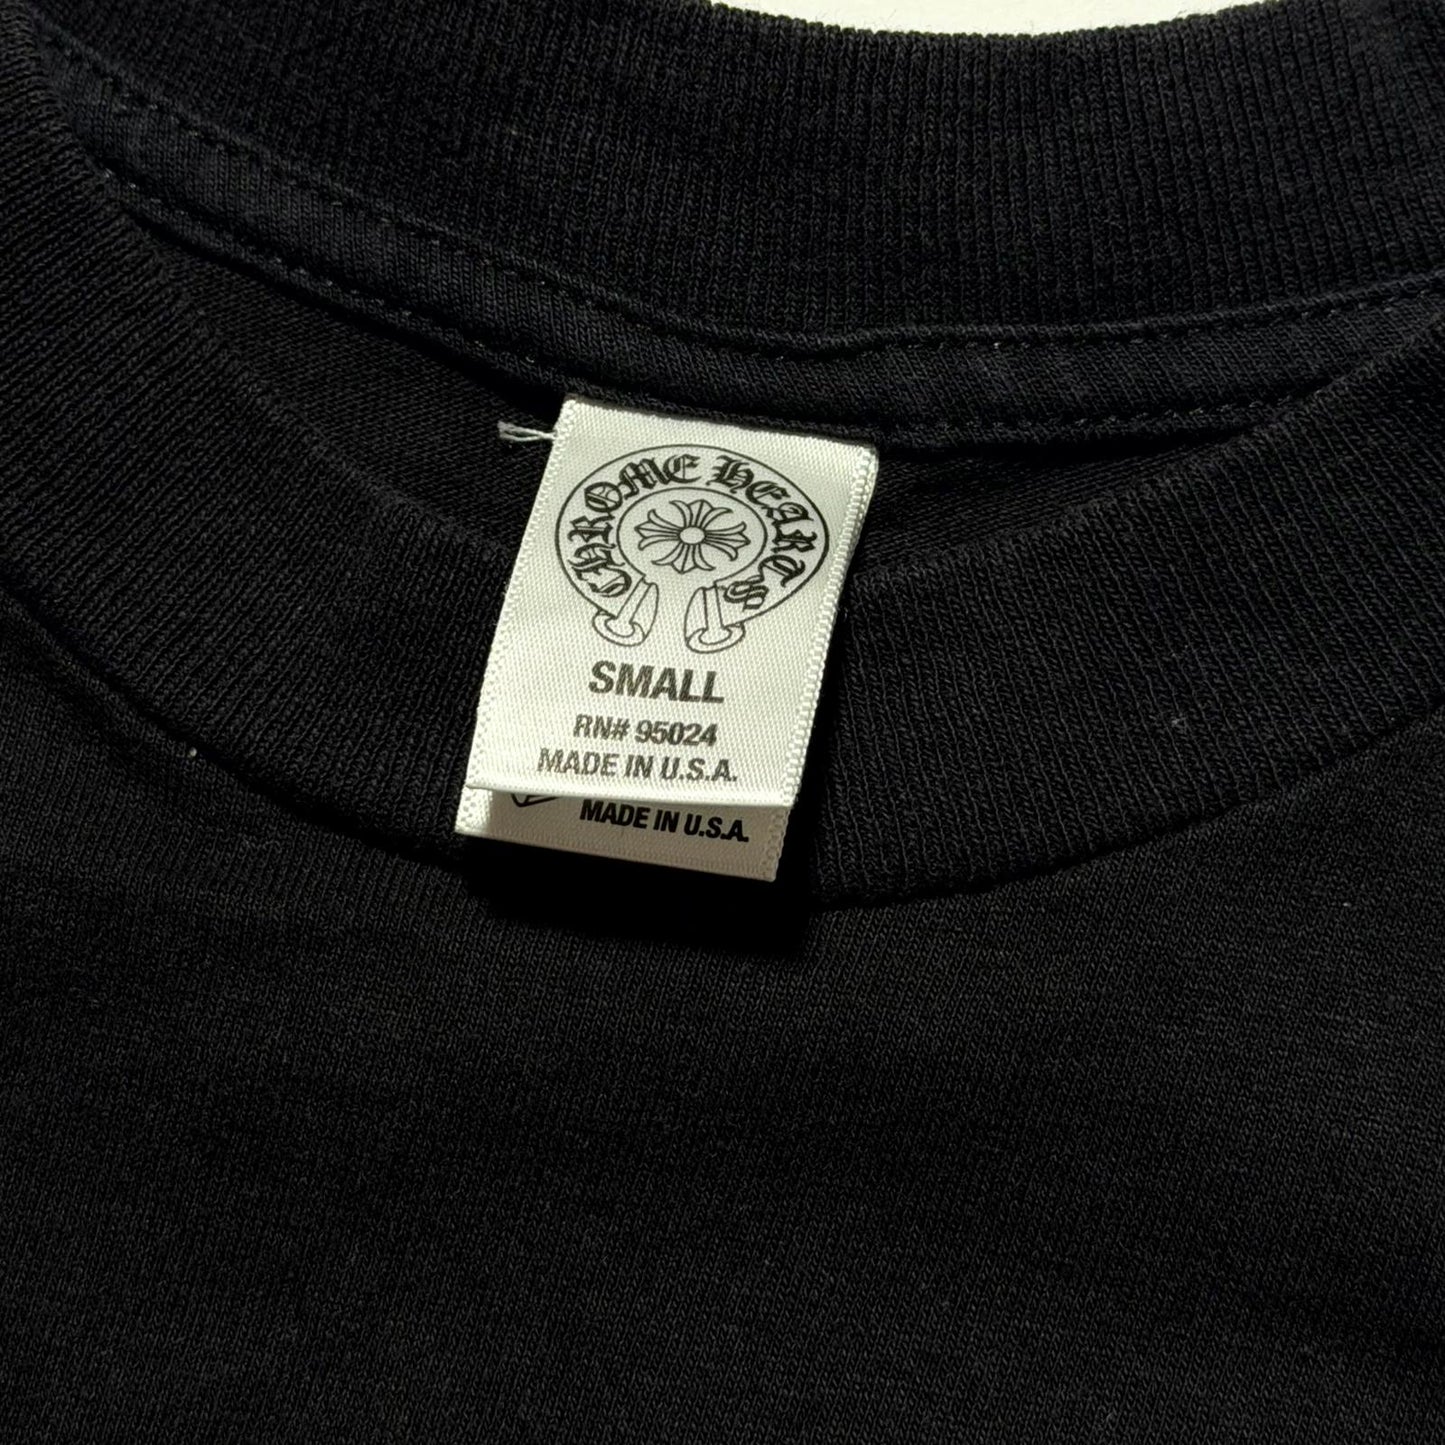 CHROME HEARTS
SMALL
RN# 95024
MADE IN U.S.A.
MADE IN U.S.A.